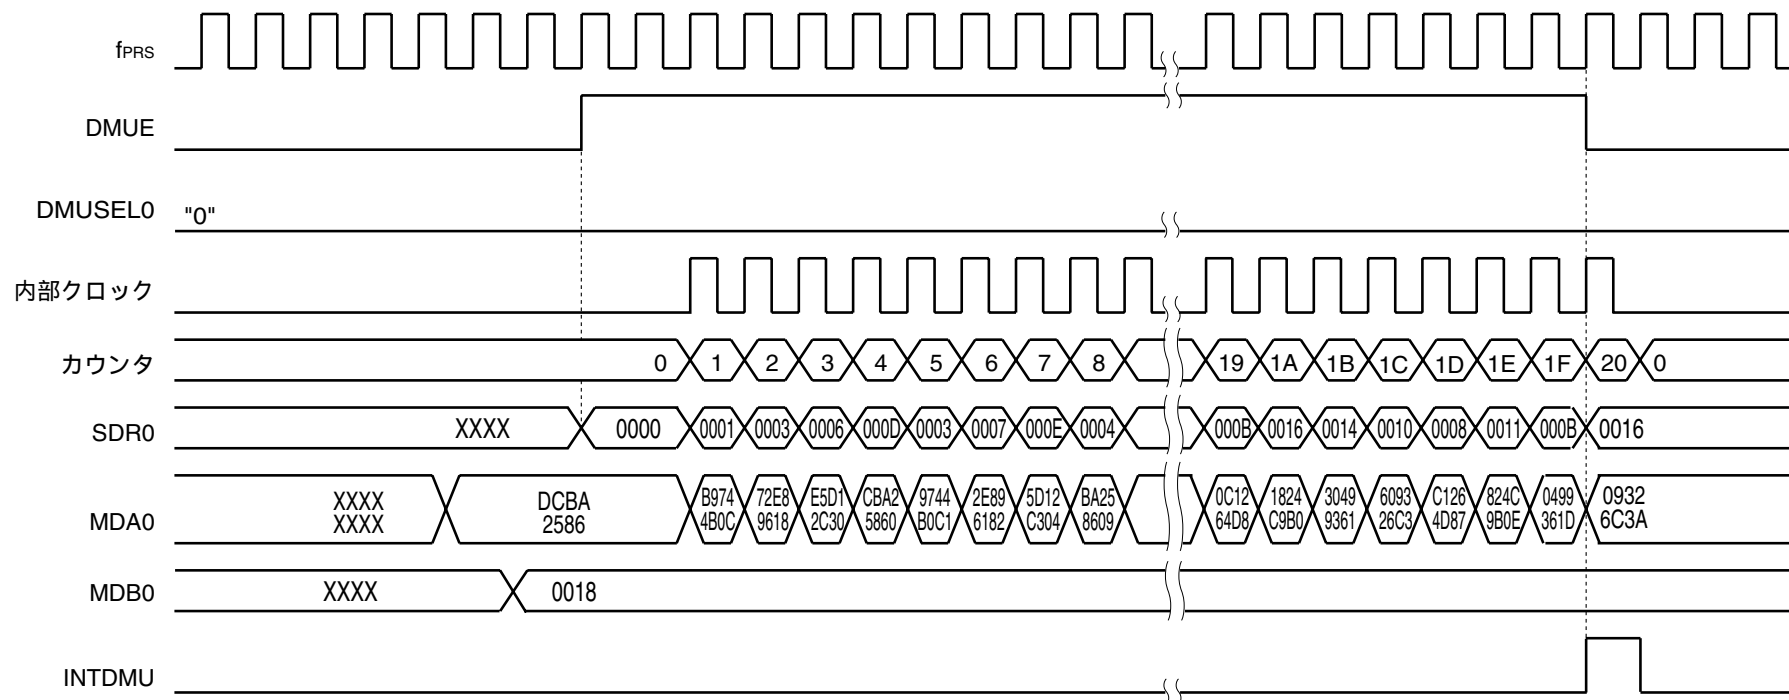 fPRS
DMUE
DMUSEL0 "0"
内部クロック
カウンタ 0 1 2 3 4 5 6 7 8 19 1A 1B 1C 1D 1E 1F 20 0
SDR0 XXXX 0000 0001 0003 0006 000D 0003 0007 000E 0004 000B 0016 0014 0010 0008 0011 000B 0016
XXXX DCBA B974 72E8 E5D1 CBA2 9744 2E89 5D12 BA25 0C12 1824 3049 6093 C126 824C 0499 0932
MDA0
XXXX 2586 4B0C 9618 2C30 5860 B0C1 6182 C304 8609 64D8 C9B0 9361 26C3 4D87 9B0E 361D 6C3A
MDB0 XXXX 0018
INTDMU